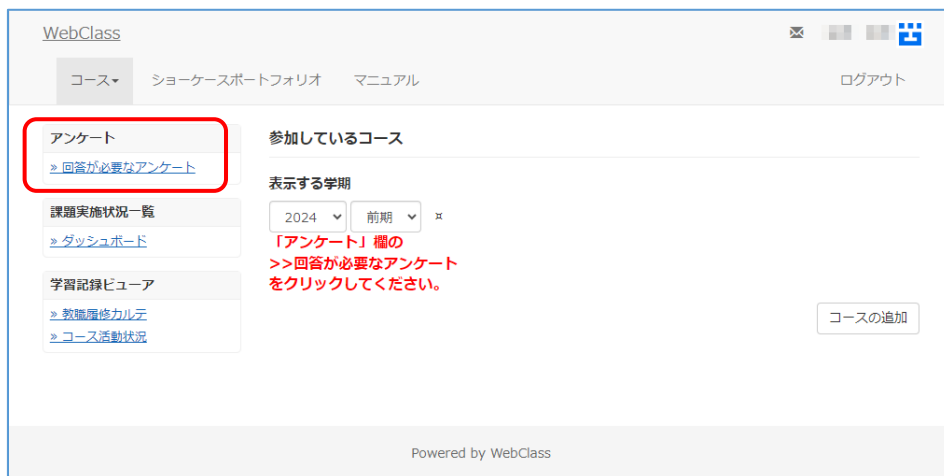 WebClass
コース ショーケースポートフォリオ マニュアル ログアウト
アンケート
» 回答が必要なアンケート
課題実施状況一覧
» ダッシュボード
学習記録ビューア
» 教職履修カルテ
» コース活動状況
参加しているコース
表示する学期
2024 前期 ¤
「アンケート」欄の
>>回答が必要なアンケート
をクリックしてください。
コースの追加
Powered by WebClass